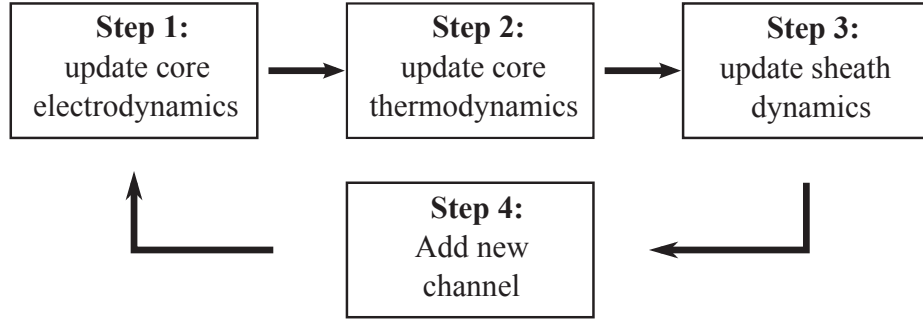 Step 1:
update core
electrodynamics
Step 2:
update core
thermodynamics
Step 3:
update sheath
dynamics
Step 4:
Add new
channel